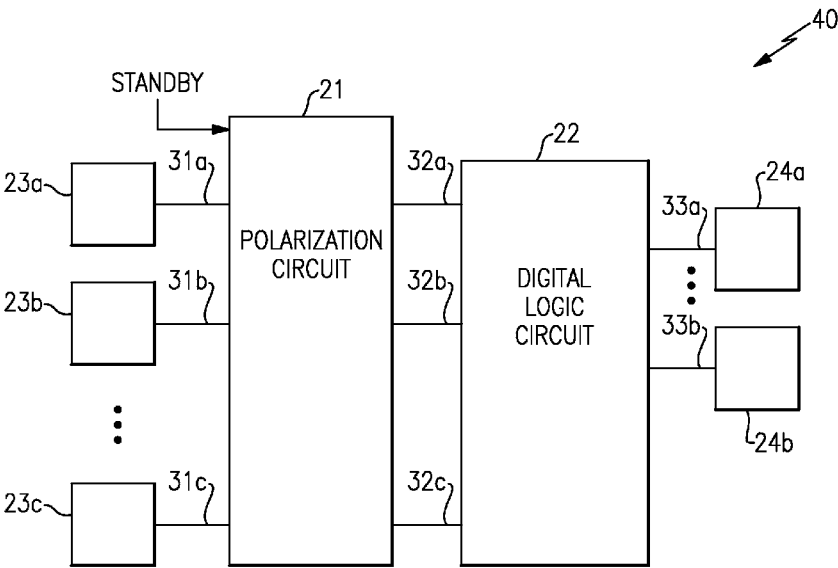 40
STANDBY
21
22
23a
31a
32a
24a
33a
POLARIZATION
CIRCUIT
23b
31b
32b
DIGITAL
LOGIC
CIRCUIT
33b
24b
23c
31c
32c